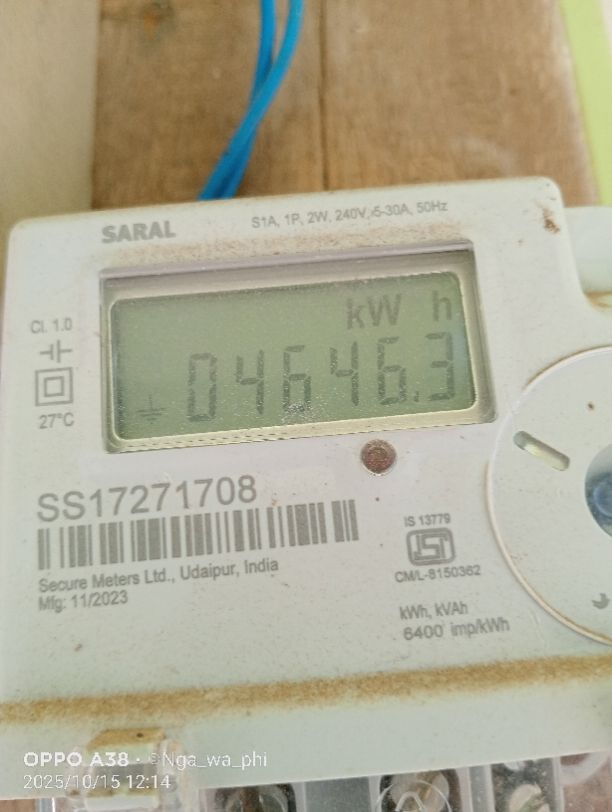 SARAL
S1A, 1P, 2W, 240V, 5-30A, 50Hz
Cl. 1.0
kW h
04646.3
27°C
SS17271708
Secure Meters Ltd., Udaipur, India
Mfg: 11/2023
IS 13779
ISI
CM/L-8150362
kWh, kVAh
6400 imp/kWh
OPPO A38 · ©Nga_wa_phi
2025/10/15 12:14